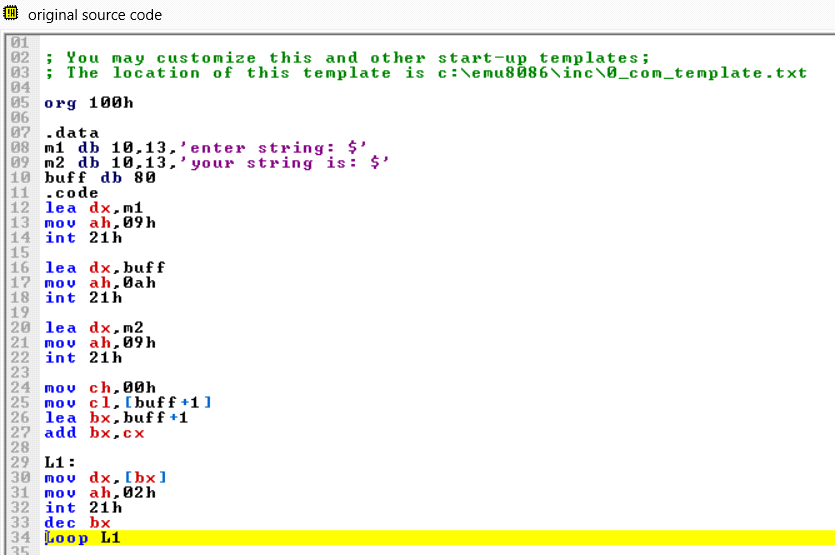 original source code
01
02 ; You may customize this and other start-up templates;
03 ; The location of this template is c:\emu8086\inc\0_com_template.txt
04
05 org 100h
06
07 .data
08 m1 db 10,13,'enter string: $'
09 m2 db 10,13,'your string is: $'
10 buff db 80
11 .code
12 lea dx,m1
13 mov ah,09h
14 int 21h
15
16 lea dx,buff
17 mov ah,0ah
18 int 21h
19
20 lea dx,m2
21 mov ah,09h
22 int 21h
23
24 mov ch,00h
25 mov cl,[buff+1]
26 lea bx,buff+1
27 add bx,cx
28
29 L1:
30 mov dx,[bx]
31 mov ah,02h
32 int 21h
33 dec bx
34 Loop L1
35